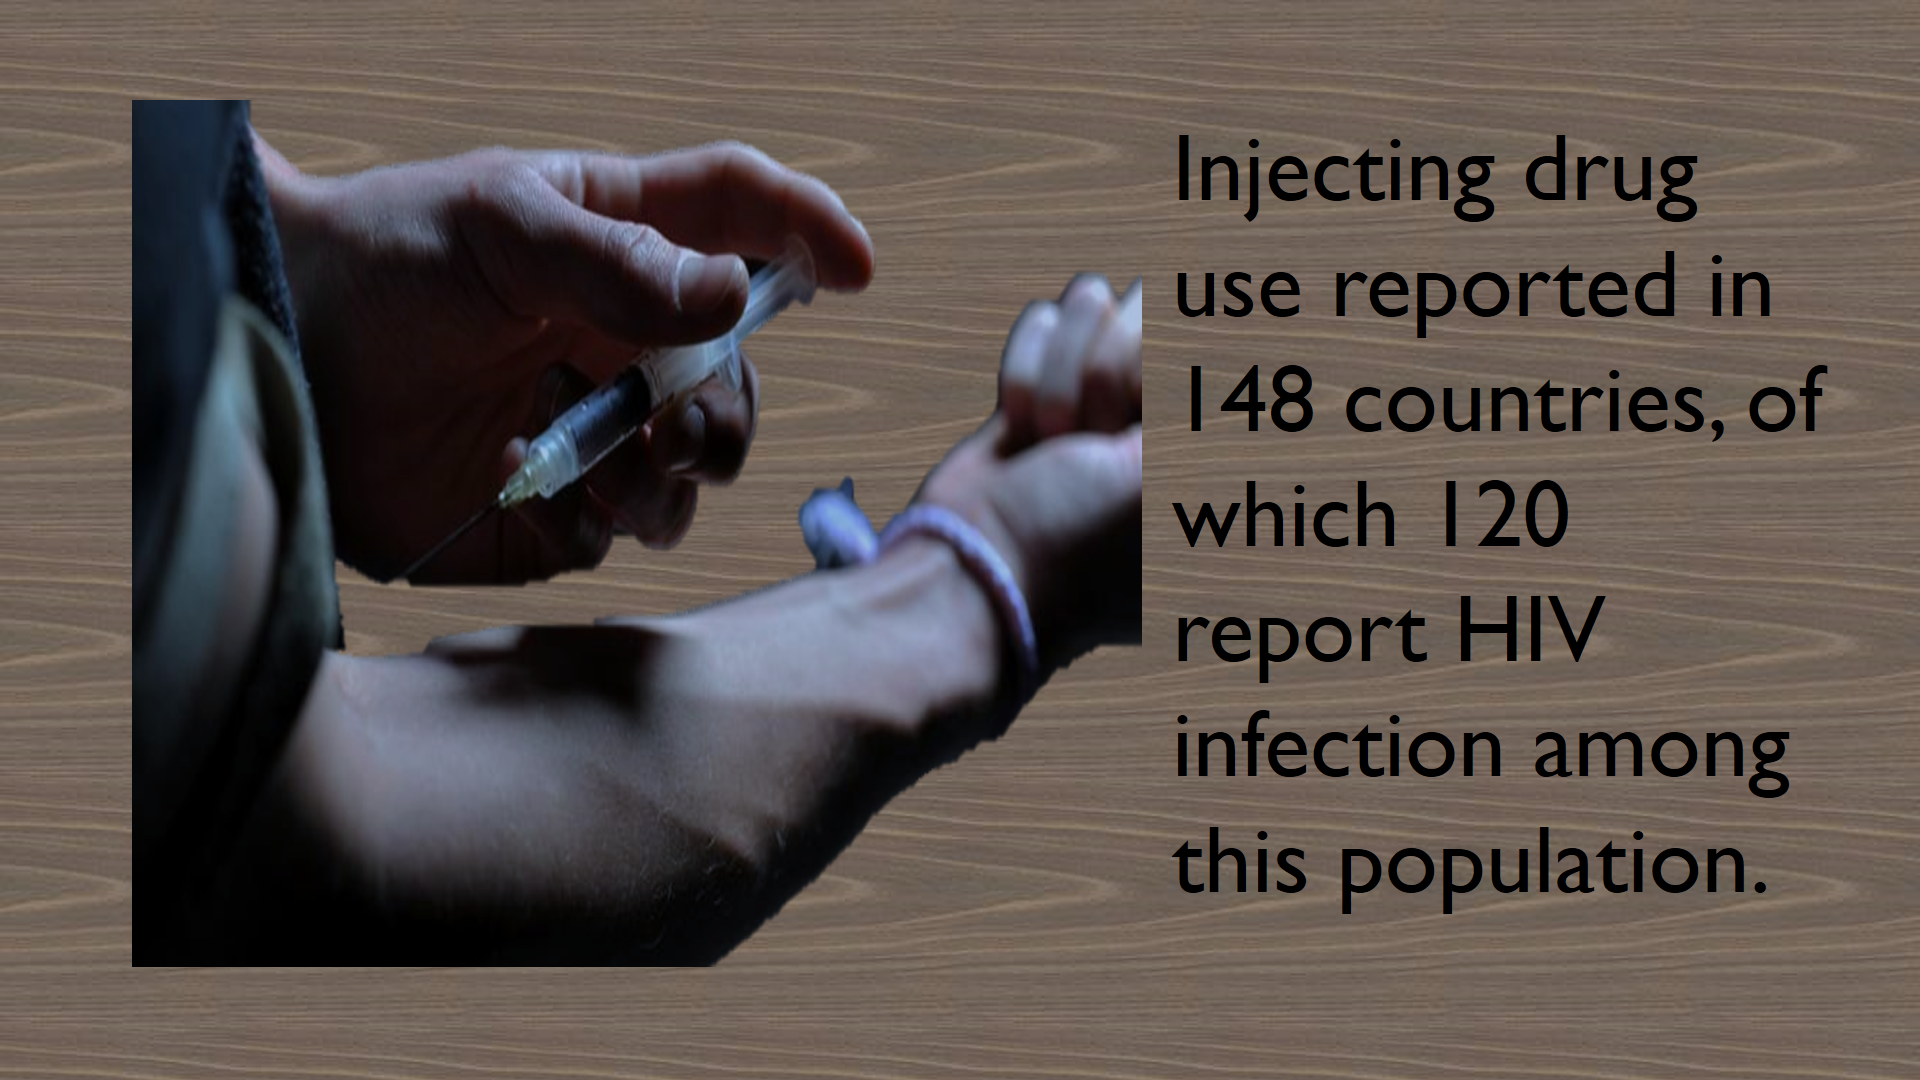 Injecting drug
use reported in
148 countries, of
which 120
report HIV
infection among
this population.